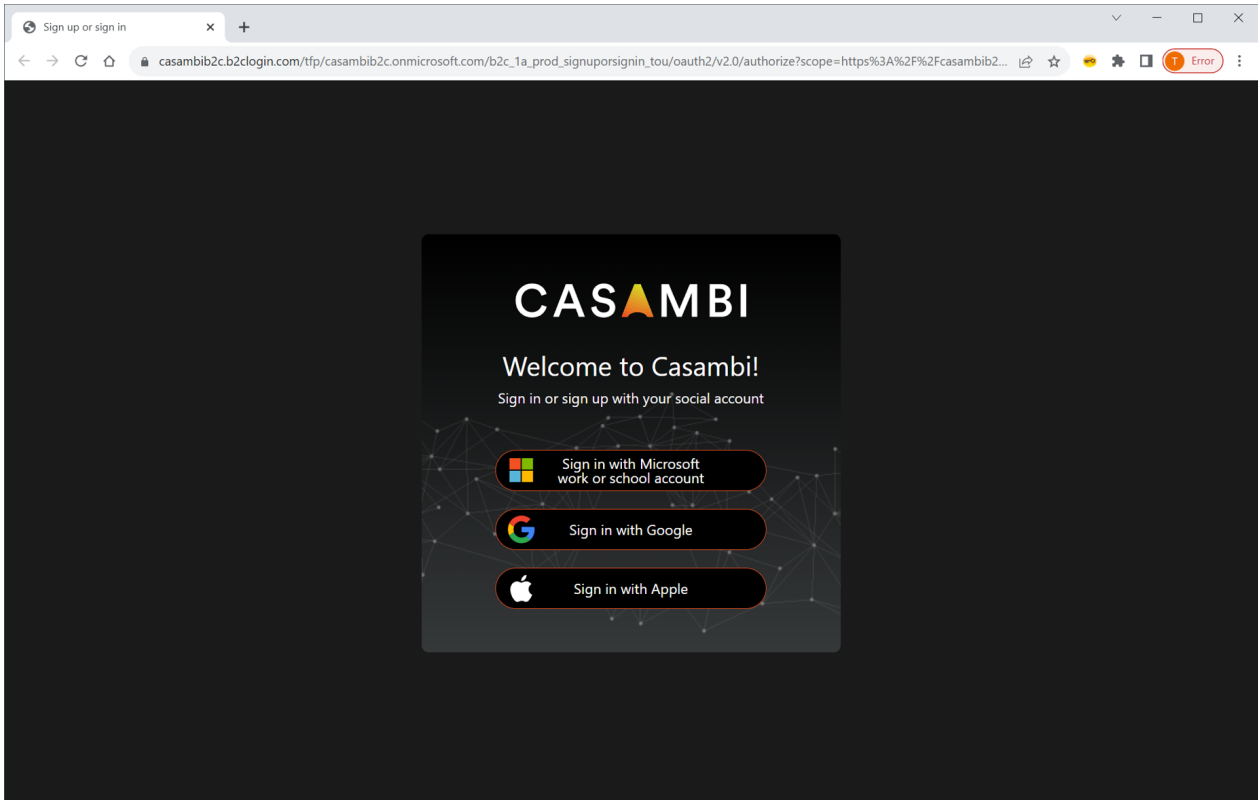 Sign up or sign in
casambib2c.b2clogin.com/tfp/casambib2c.onmicrosoft.com/b2c_1a_prod_signuporsignin_tou/oauth2/v2.0/authorize?scope=https%3A%2F%2Fcasambib2...
T Error
CASAMBI
Welcome to Casambi!
Sign in or sign up with your social account
Sign in with Microsoft
work or school account
Sign in with Google
Sign in with Apple